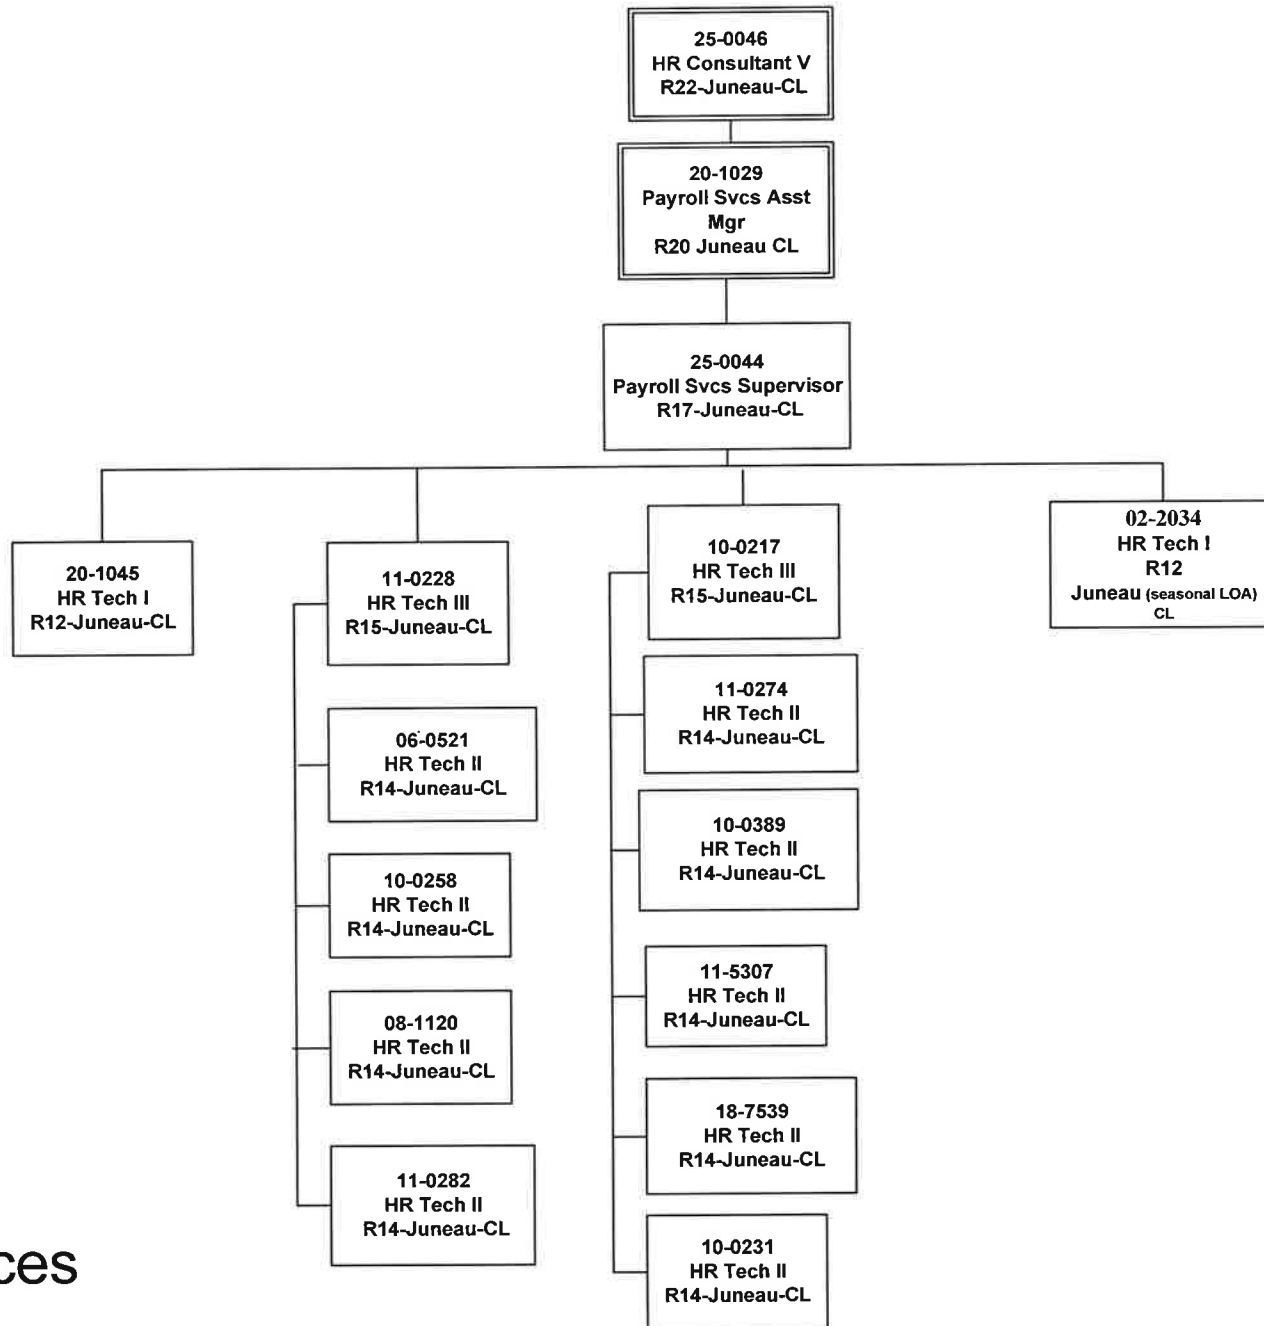 25-0046
HR Consultant V
R22-Juneau-CL
20-1029
Payroll Svcs Asst
Mgr
R20 Juneau CL
25-0044
Payroll Svcs Supervisor
R17-Juneau-CL
20-1045
HR Tech I
R12-Juneau-CL
11-0228
HR Tech III
R15-Juneau-CL
06-0521
HR Tech II
R14-Juneau-CL
10-0258
HR Tech II
R14-Juneau-CL
08-1120
HR Tech II
R14-Juneau-CL
11-0282
HR Tech II
R14-Juneau-CL
10-0217
HR Tech III
R15-Juneau-CL
11-0274
HR Tech II
R14-Juneau-CL
10-0389
HR Tech II
R14-Juneau-CL
11-5307
HR Tech II
R14-Juneau-CL
18-7539
HR Tech II
R14-Juneau-CL
10-0231
HR Tech II
R14-Juneau-CL
02-2034
HR Tech I
R12
Juneau (seasonal LOA)
CL
ces